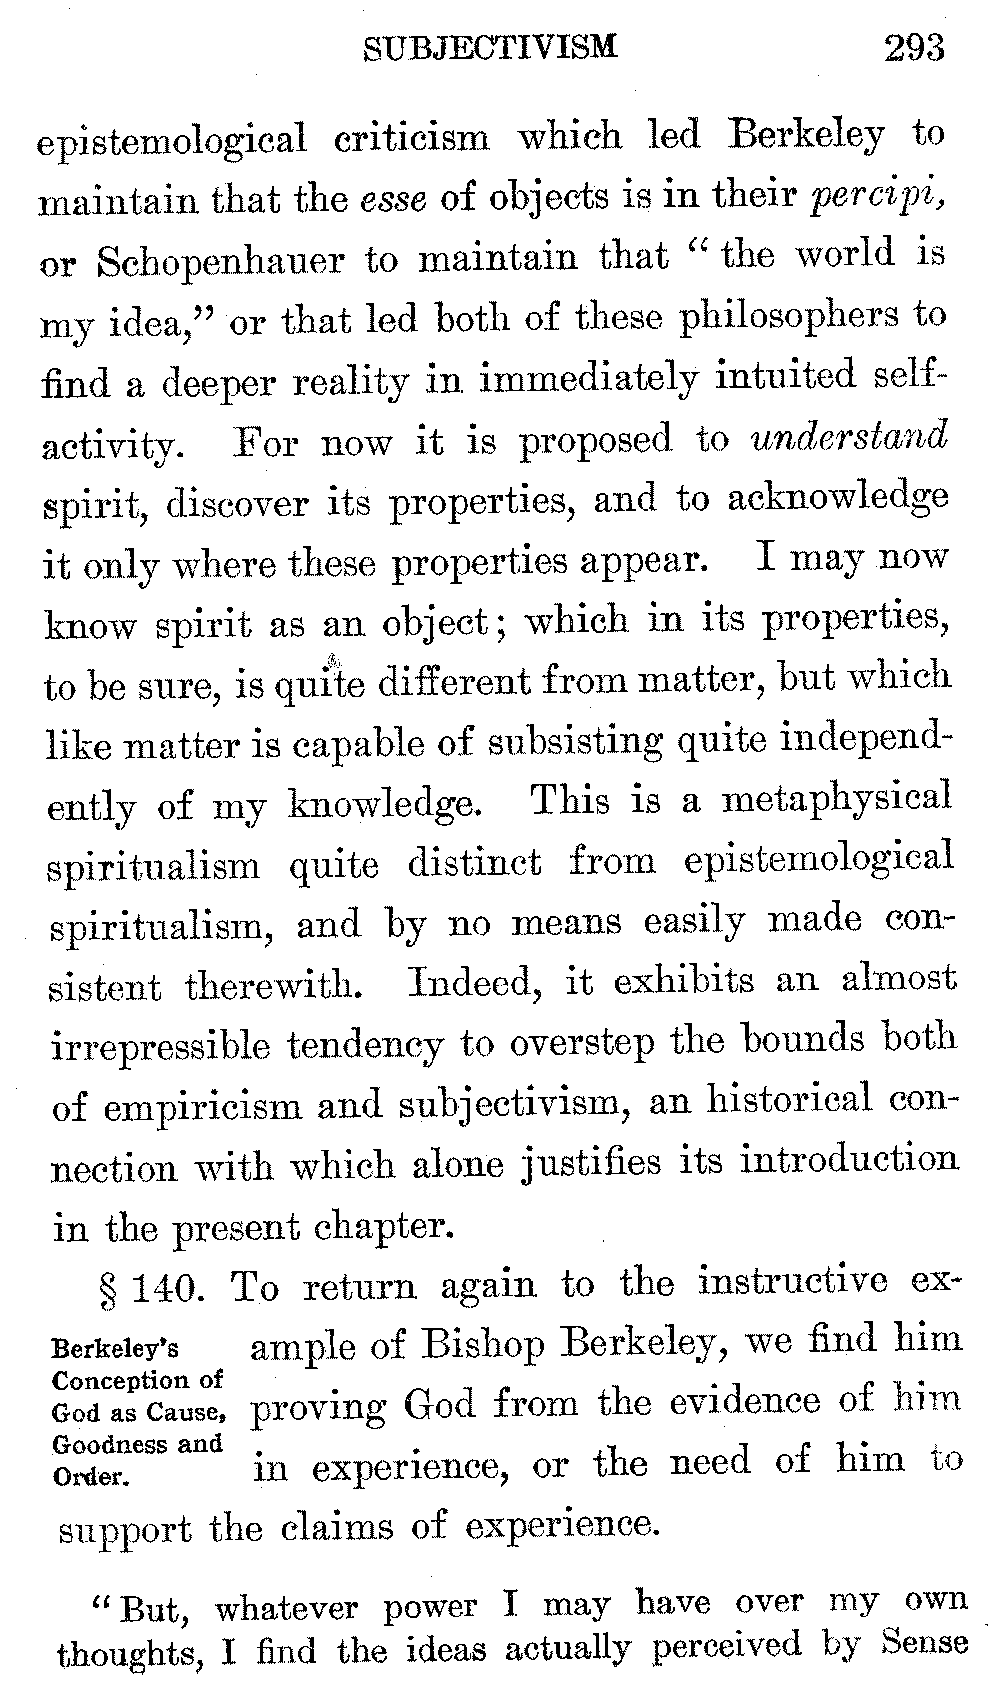 SUBJECTIVISM 293
epistemological criticism which led Berkeley to
maintain that the esse of objects is in their percipi,
or Schopenhauer to maintain that “ the world is
my idea,” or that led both of these philosophers to
find a deeper reality in immediately intuited self-
activity. For now it is proposed to understand
spirit, discover its properties, and to acknowledge
it only where these properties appear. I may now
know spirit as an object; which in its properties,
to be sure, is quite different from matter, but which
like matter is capable of subsisting quite independ-
ently of my knowledge. This is a metaphysical
spiritualism quite distinct from epistemological
spiritualism, and by no means easily made con-
sistent therewith. Indeed, it exhibits an almost
irrepressible tendency to overstep the bounds both
of empiricism and subjectivism, an historical con-
nection with which alone justifies its introduction
in the present chapter.
§ 140. To return again to the instructive ex-
Berkeley's
Conception of
God as Cause,
Goodness and
Order.
ample of Bishop Berkeley, we find him
proving God from the evidence of him
in experience, or the need of him to
support the claims of experience.
“ But, whatever power I may have over my own
thoughts, I find the ideas actually perceived by Sense